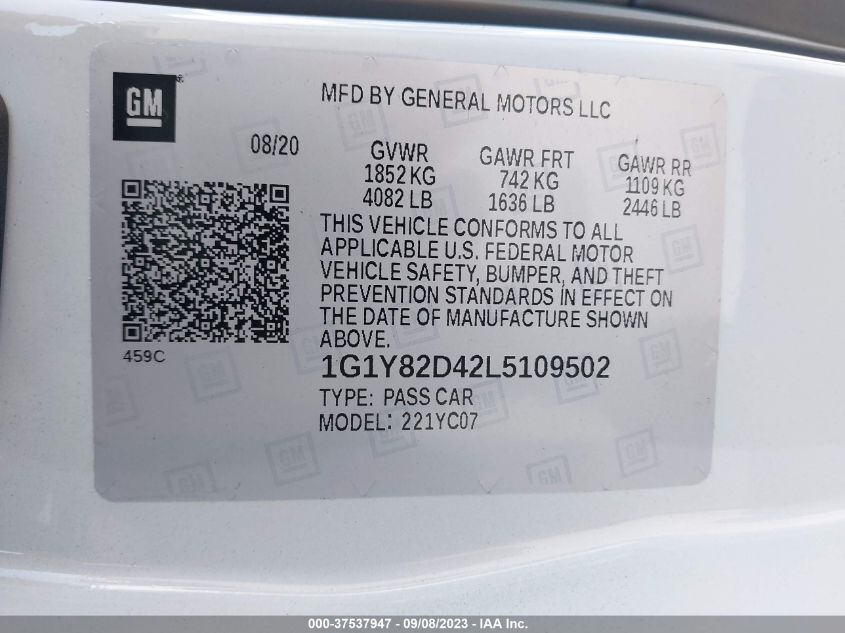 GM
®
MFD BY GENERAL MOTORS LLC
08/20
GVWR GAWR FRT GAWR RR
1852 KG 742 KG 1109 KG
4082 LB 1636 LB 2446 LB
THIS VEHICLE CONFORMS TO ALL
APPLICABLE U.S. FEDERAL MOTOR
VEHICLE SAFETY, BUMPER, AND THEFT
PREVENTION STANDARDS IN EFFECT ON
THE DATE OF MANUFACTURE SHOWN
ABOVE.
459C
1G1Y82D42L5109502
TYPE: PASS CAR
MODEL: 221YC07
000-37537947 - 09/08/2023 - © IAA Inc.